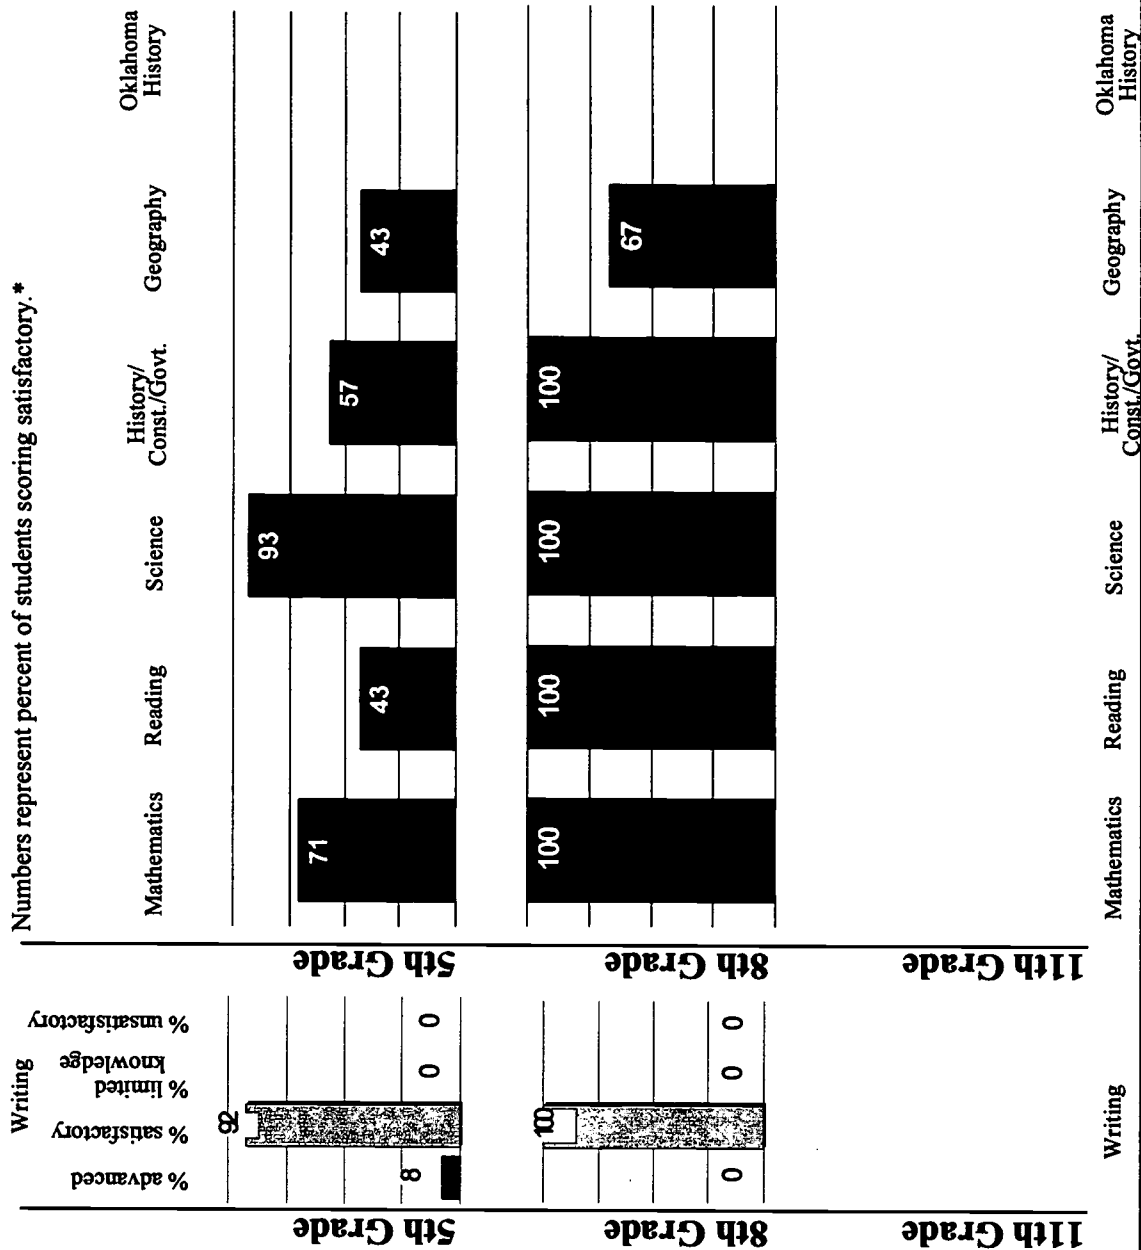 Numbers represent percent of students scoring satisfactory.*
Writing
% advanced
% satisfactory
% limited
knowledge
% unsatisfactory
Mathematics
Reading
Science
History/
Const./Govt.
Geography
Oklahoma
History
5th Grade
8
92
0
0
5th Grade
71
43
93
57
43
8th Grade
0
100
0
0
8th Grade
100
100
100
100
67
11th Grade
11th Grade
Writing
Mathematics
Reading
Science
History/
Const./Govt.
Geography
Oklahoma
History